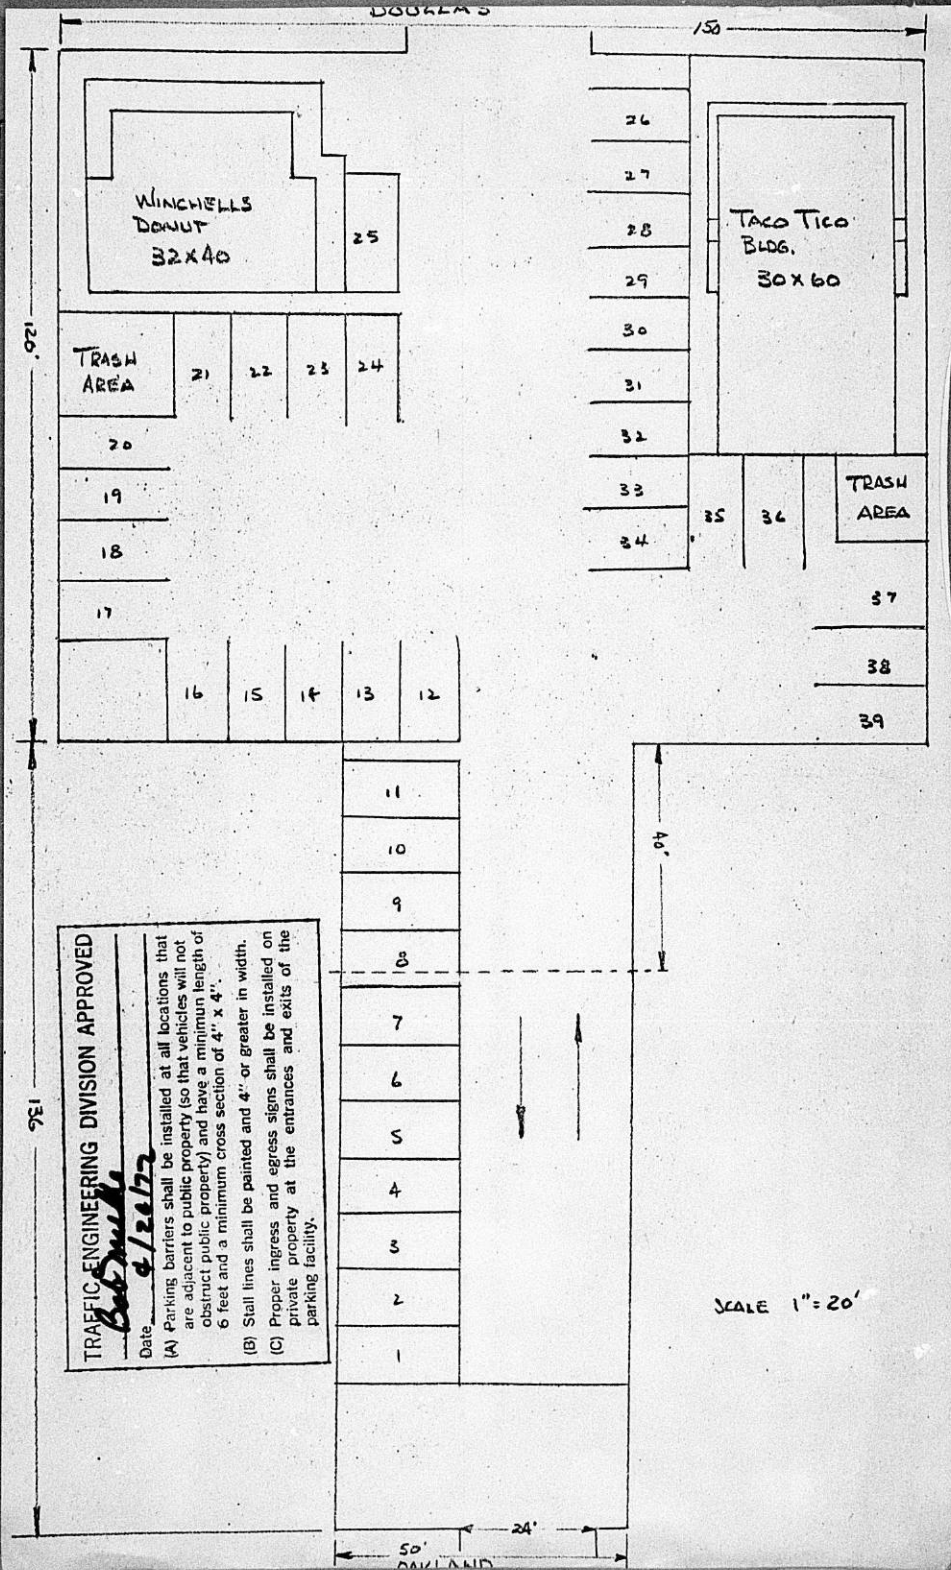 DOUGLAS
150
WINCHELLS
DONUT
32X40
25
26
27
28
29
30
31
32
33
34
TACO TICO
BLDG.
30X60
120'
TRASH
AREA
21
22
23
24
20
19
18
17
35
36
TRASH
AREA
37
38
39
16
15
14
13
12
11
10
9
8
7
6
5
4
3
2
1
40'
136
TRAFFIC ENGINEERING DIVISION APPROVED
Bob
Date 4/26/77
(A) Parking barriers shall be installed at all locations that
are adjacent to public property (so that vehicles will not
obstruct public property) and have a minimun length of
6 feet and a minimum cross section of 4" x 4".
(B) Stall lines shall be painted and 4" or greater in width.
(C) Proper ingress and egress signs shall be installed on
private property at the entrances and exits of the
parking facility.
SCALE 1"=20'
24'
50'
OAKLAND